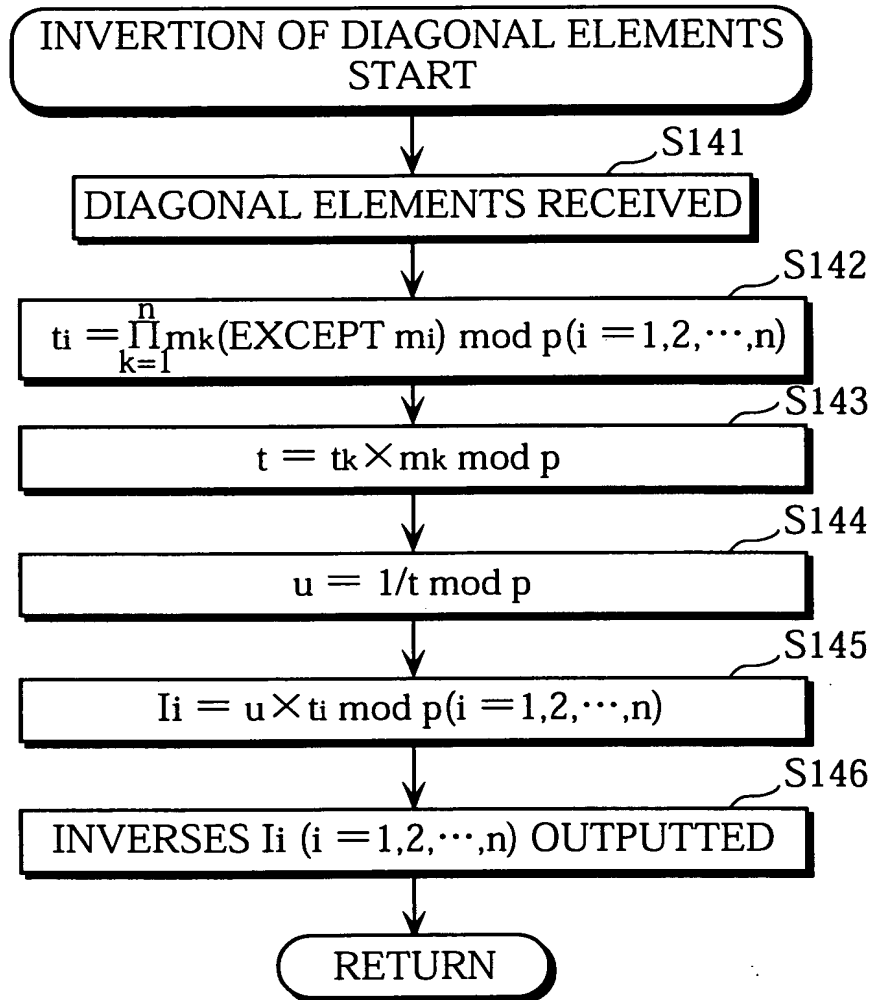 INVERTION OF DIAGONAL ELEMENTS
START
S141
DIAGONAL ELEMENTS RECEIVED
S142
ti = n∏k=1 mk(EXCEPT mi) mod p(i =1,2,⋯,n)
S143
t = tk×mk mod p
S144
u = 1/t mod p
S145
Ii = u×ti mod p(i =1,2,⋯,n)
S146
INVERSES Ii (i =1,2,⋯,n) OUTPUTTED
RETURN